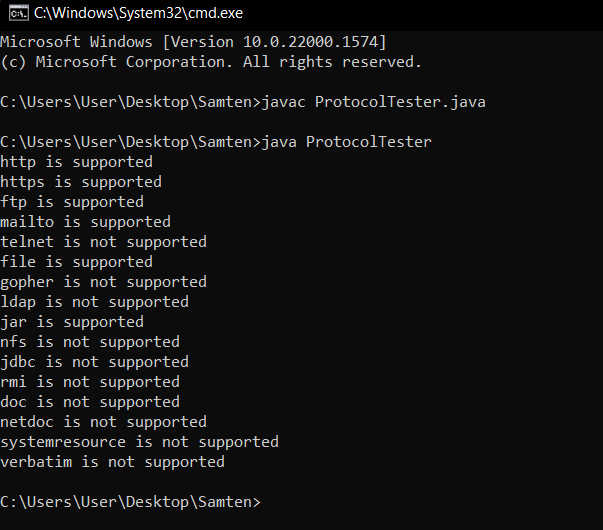 C:\Windows\System32\cmd.exe
Microsoft Windows [Version 10.0.22000.1574]
(c) Microsoft Corporation. All rights reserved.
C:\Users\User\Desktop\Samten>javac ProtocolTester.java
C:\Users\User\Desktop\Samten>java ProtocolTester
http is supported
https is supported
ftp is supported
mailto is supported
telnet is not supported
file is supported
gopher is not supported
ldap is not supported
jar is supported
nfs is not supported
jdbc is not supported
rmi is not supported
doc is not supported
netdoc is not supported
systemresource is not supported
verbatim is not supported
C:\Users\User\Desktop\Samten>